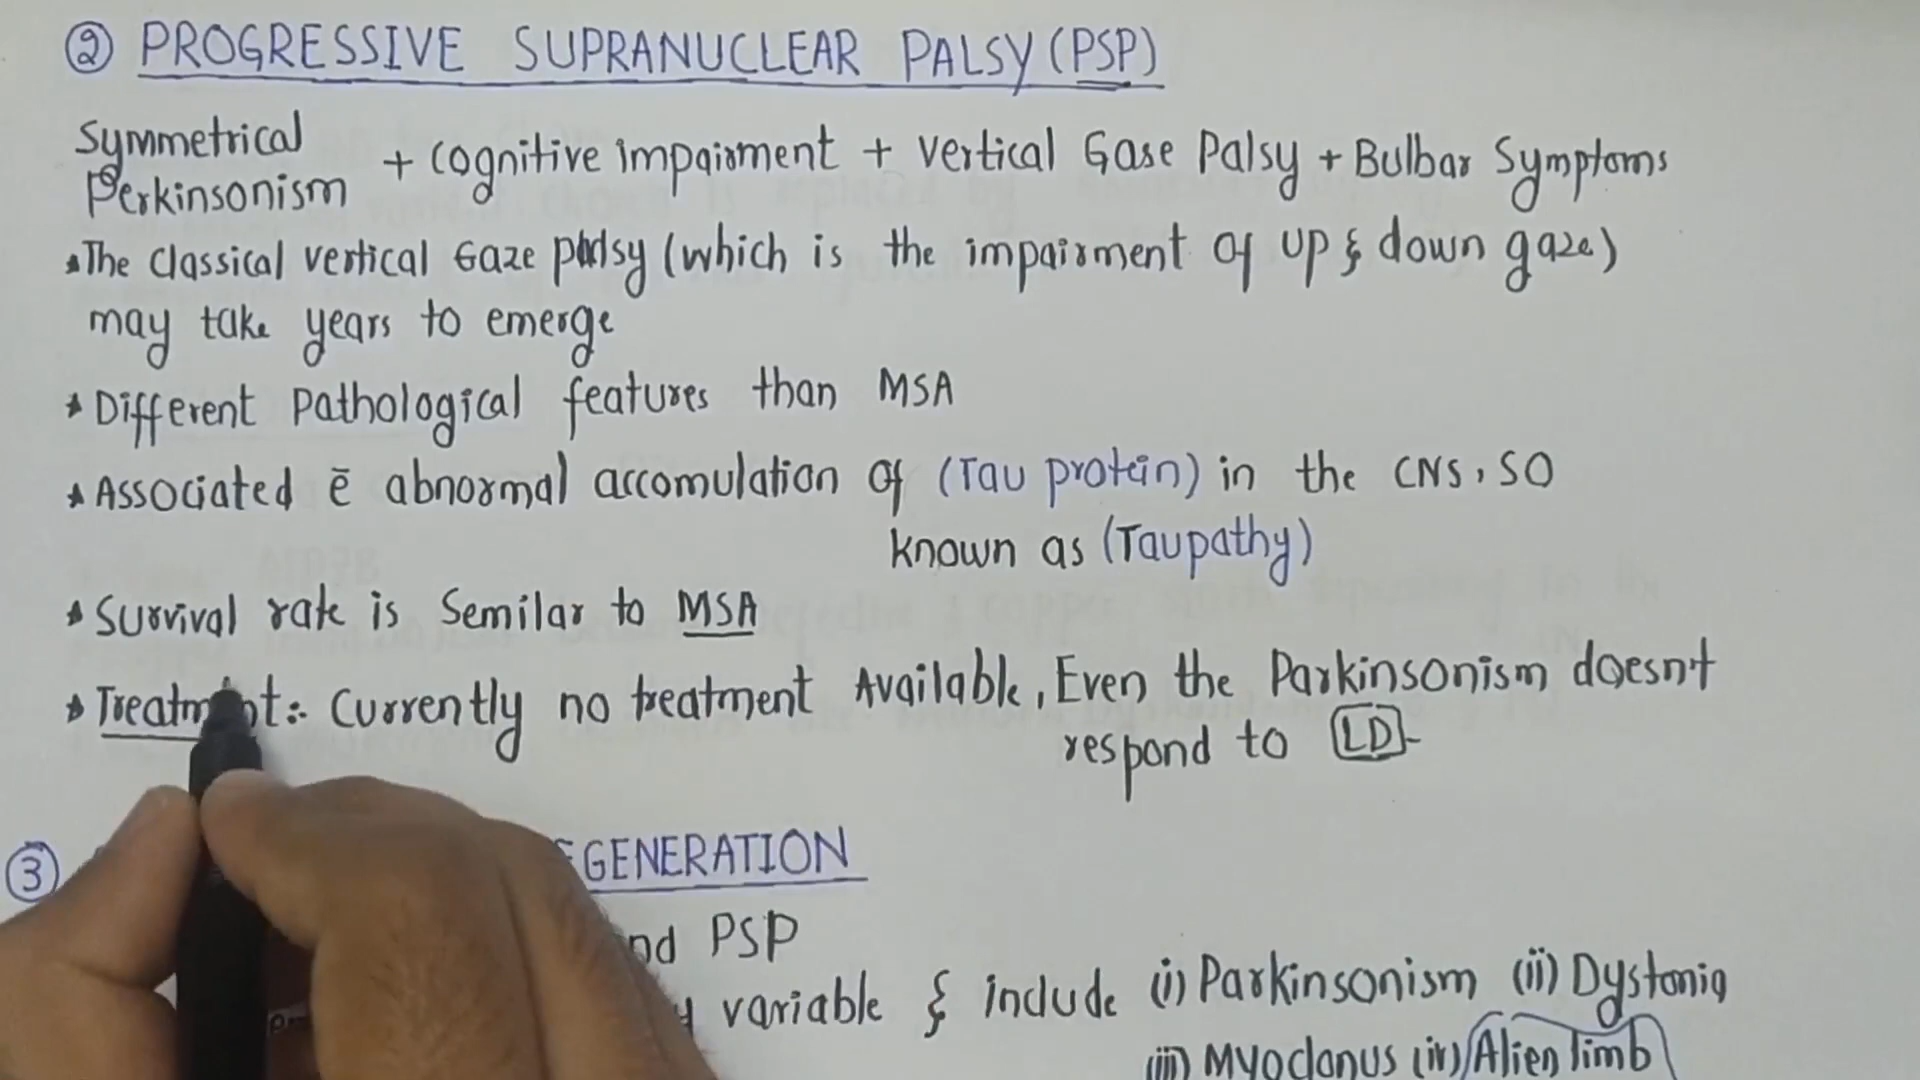 ② PROGRESSIVE SUPRANUCLEAR PALSY (PSP)
Symmetrical Perkinsonism + cognitive impairment + vertical Gase Palsy + Bulbar Symptoms
The classical vertical Gaze palsy (which is the impairment of up & down gaze)
may take years to emerge
Different Pathological features than MSA
Associated ē abnormal accomulation of (Tau protein) in the CNS, SO
known as (Taupathy)
Survival rate is Semilar to MSA
Treatment:- Currently no treatment Available, Even the Parkinsonism doesn't
respond to LD-
③ GENERATION
PSP
variable & include (i) Parkinsonism (ii) Dystonia
(iii) Myoclonus (iv) Alien limb